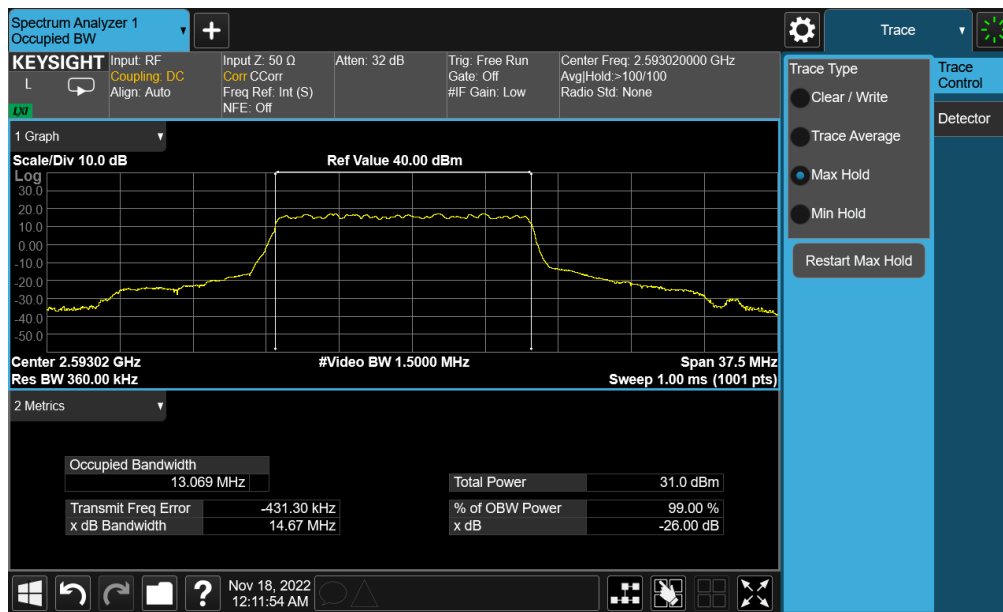 Spectrum Analyzer 1
Occupied BW
+
Trace
KEYSIGHT
L
LXI
Input: RF
Coupling: DC
Align: Auto
Input Z: 50 Ω
Corr CCorr
Freq Ref: Int (S)
NFE: Off
Atten: 32 dB
Trig: Free Run
Gate: Off
#IF Gain: Low
Center Freq: 2.593020000 GHz
Avg|Hold:>100/100
Radio Std: None
Trace Type
Clear / Write
Trace Average
Max Hold
Min Hold
Restart Max Hold
Trace
Control
Detector
1 Graph
Scale/Div 10.0 dB
Ref Value 40.00 dBm
Log
30.0
20.0
10.0
0.00
-10.0
-20.0
-30.0
-40.0
-50.0
Center 2.59302 GHz
#Video BW 1.5000 MHz
Span 37.5 MHz
Res BW 360.00 kHz
Sweep 1.00 ms (1001 pts)
2 Metrics
Occupied Bandwidth
13.069 MHz
Total Power 31.0 dBm
Transmit Freq Error -431.30 kHz
% of OBW Power 99.00 %
x dB Bandwidth 14.67 MHz
x dB -26.00 dB
?
Nov 18, 2022
12:11:54 AM